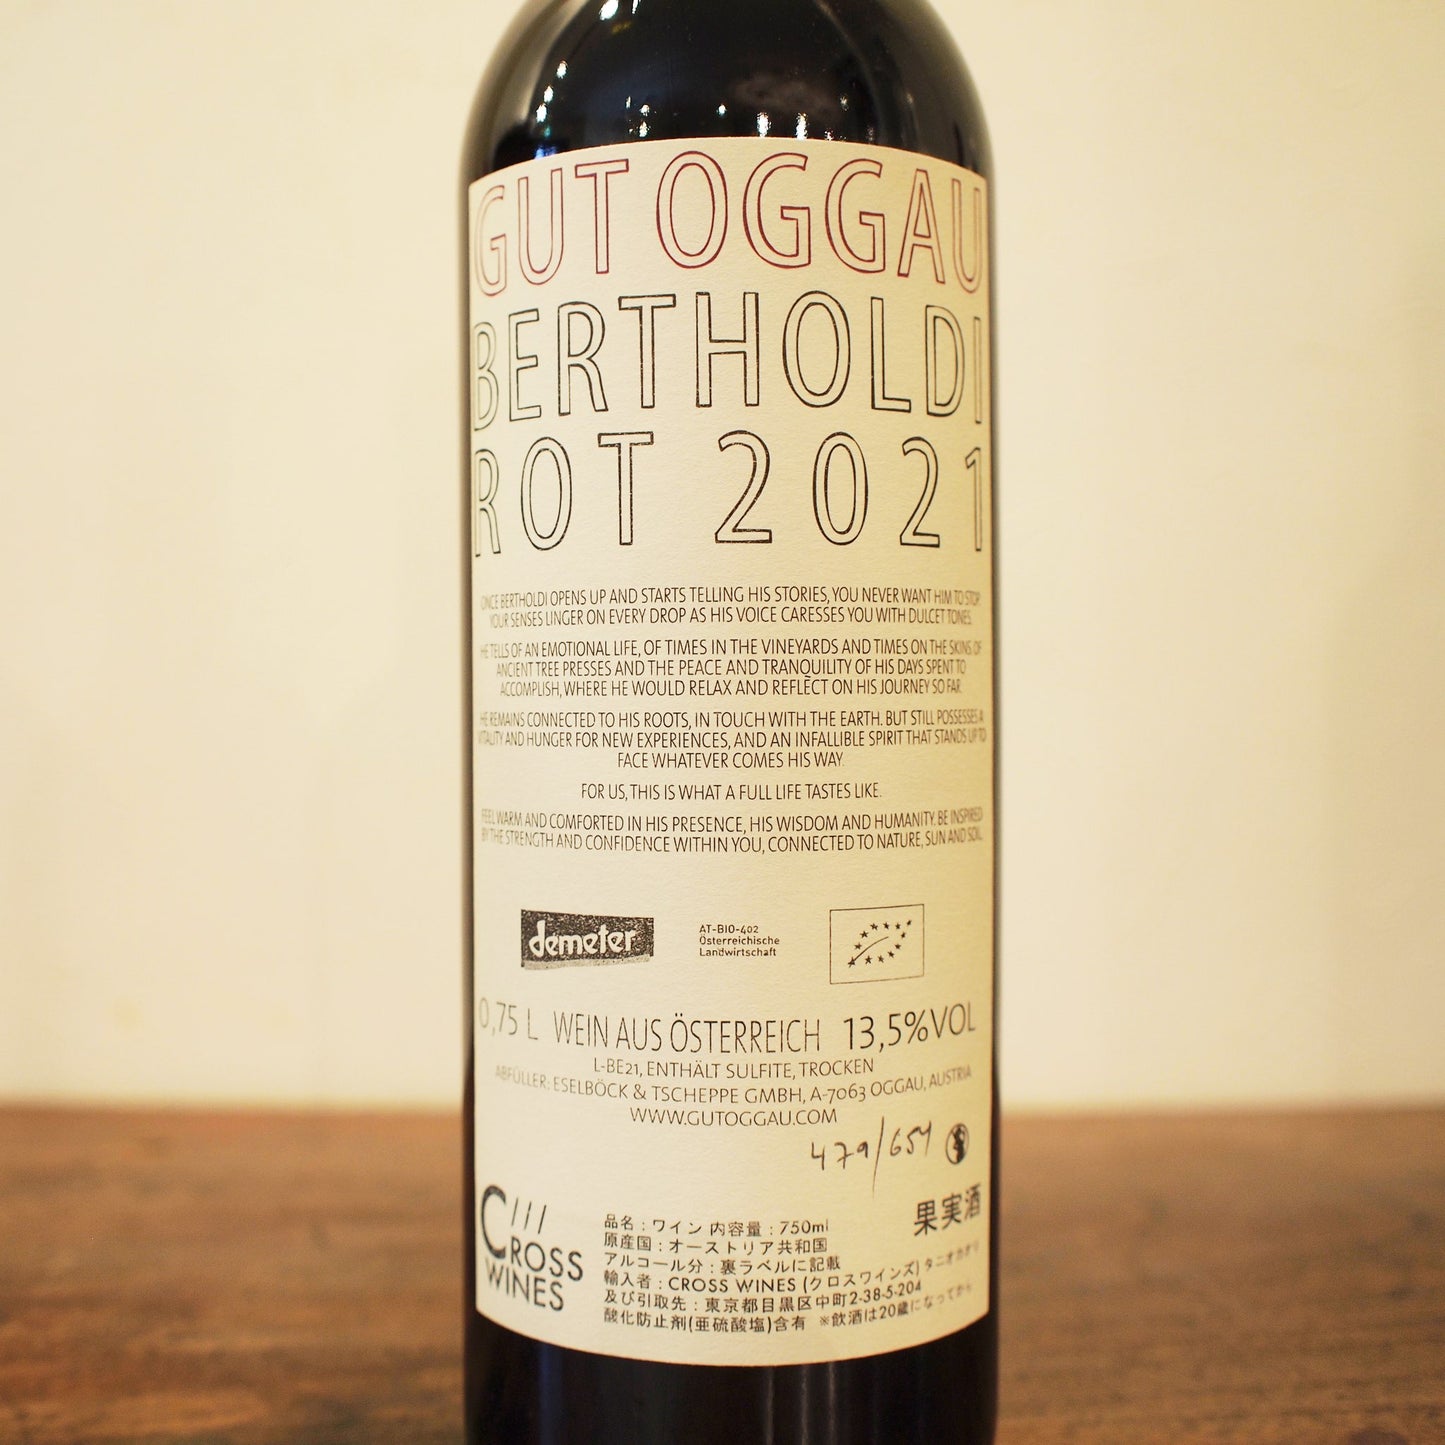 GUT OGGAU
BERTHOLDI
ROT 2021
ONCE BERTHOLDI OPENS UP AND STARTS TELLING HIS STORIES, YOU NEVER WANT HIM TO STOP.
YOUR SENSES LINGER ON EVERY DROP AS HIS VOICE CARESSES YOU WITH DULCET TONES.
HE TELLS OF AN EMOTIONAL LIFE, OF TIMES IN THE VINEYARDS AND TIMES ON THE SKINS OF
ANCIENT TREE PRESSES AND THE PEACE AND TRANQUILITY OF HIS DAYS SPENT TO
ACCOMPLISH, WHERE HE WOULD RELAX AND REFLECT ON HIS JOURNEY SO FAR.
HE REMAINS CONNECTED TO HIS ROOTS, IN TOUCH WITH THE EARTH. BUT STILL POSSESSES A
VITALITY AND HUNGER FOR NEW EXPERIENCES, AND AN INFALLIBLE SPIRIT THAT STANDS UP TO
FACE WHATEVER COMES HIS WAY.
FOR US, THIS IS WHAT A FULL LIFE TASTES LIKE.
FEEL WARM AND COMFORTED IN HIS PRESENCE, HIS WISDOM AND HUMANITY. BE INSPIRED
BY THE STRENGTH AND CONFIDENCE WITHIN YOU, CONNECTED TO NATURE, SUN AND SOIL.
demeter
AT-BIO-402
Österreichische
Landwirtschaft
0,75 L WEIN AUS ÖSTERREICH 13,5%VOL
L-BE21, ENTHÄLT SULFITE, TROCKEN
ABFÜLLER: ESELBÖCK & TSCHEPPE GMBH, A-7063 OGGAU, AUSTRIA
WWW.GUTOGGAU.COM
479/651
CROSS
WINES
果実酒
品名：ワイン 内容量：750ml
原産国：オーストリア共和国
アルコール分：裏ラベルに記載
輸入者：CROSS WINES (クロスワインズ) タニオカオリ
及び引取先：東京都目黒区中町2-38-5-204
酸化防止剤(亜硫酸塩)含有 ※飲酒は20歳になってから